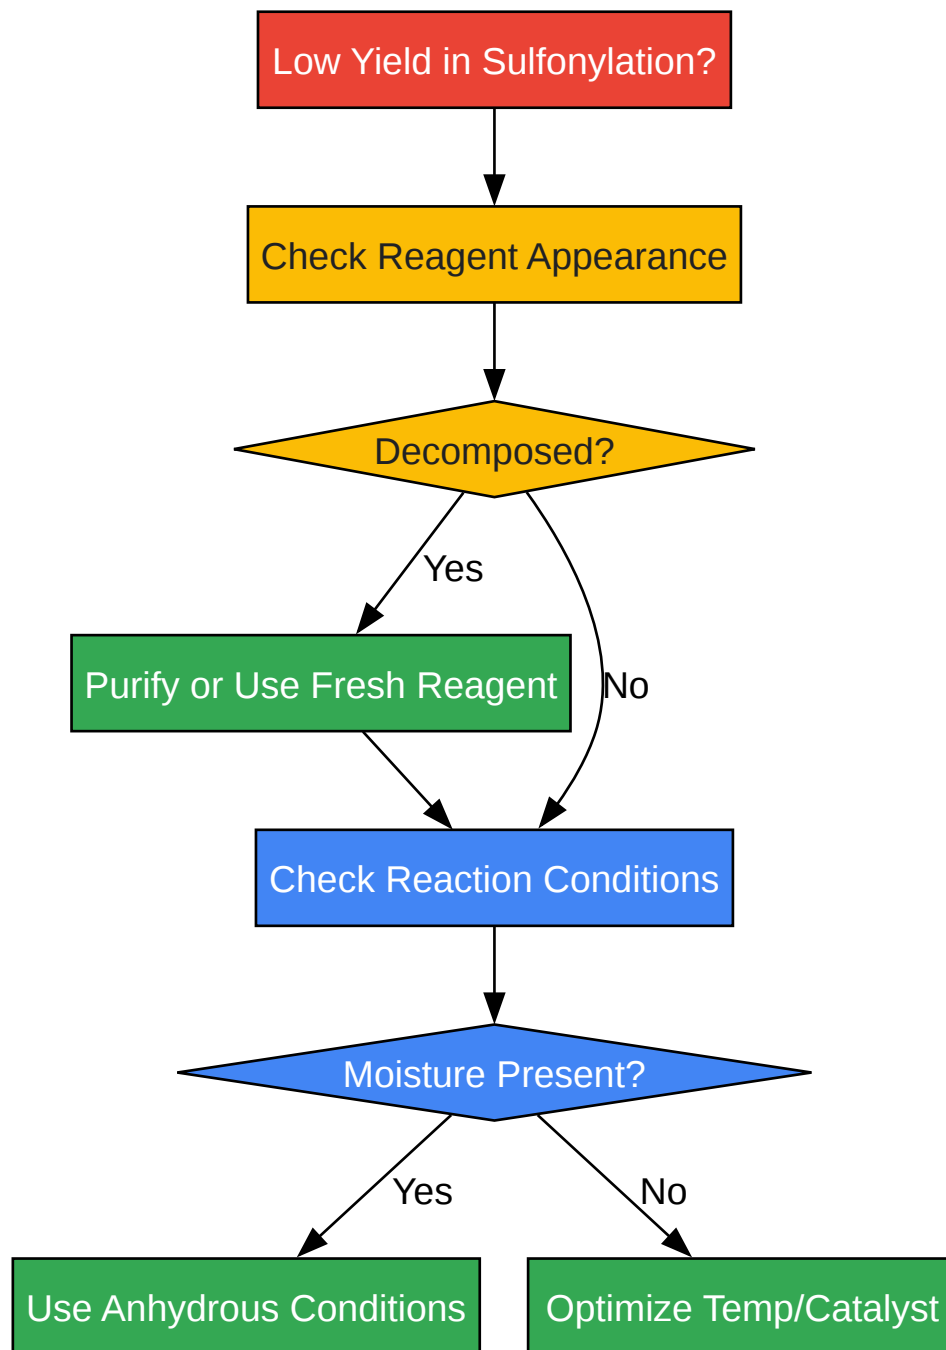 Low Yield in Sulfonylation?
Check Reagent Appearance
Decomposed?
Yes
Purify or Use Fresh Reagent
No
Check Reaction Conditions
Moisture Present?
Yes
No
Use Anhydrous Conditions
Optimize Temp/Catalyst